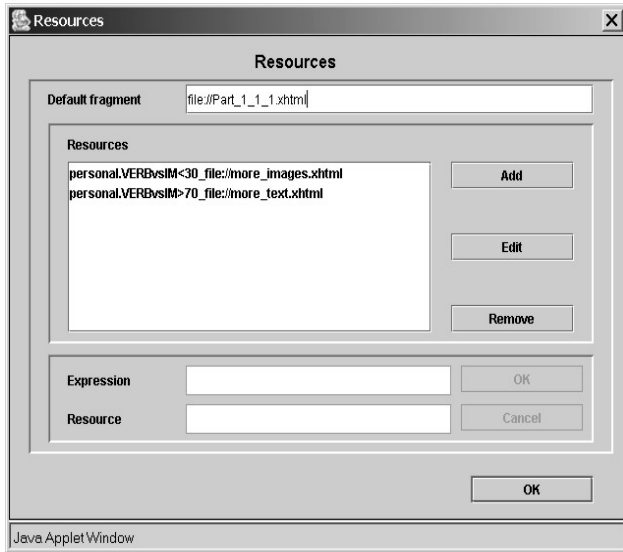 Resources
Resources
Default fragment file://Part_1_1_1.xhtml
Resources
personal.VERBvsIM<30_file://more_images.xhtml
personal.VERBvsIM>70_file://more_text.xhtml
Add
Edit
Remove
Expression
OK
Resource
Cancel
OK
Java Applet Window